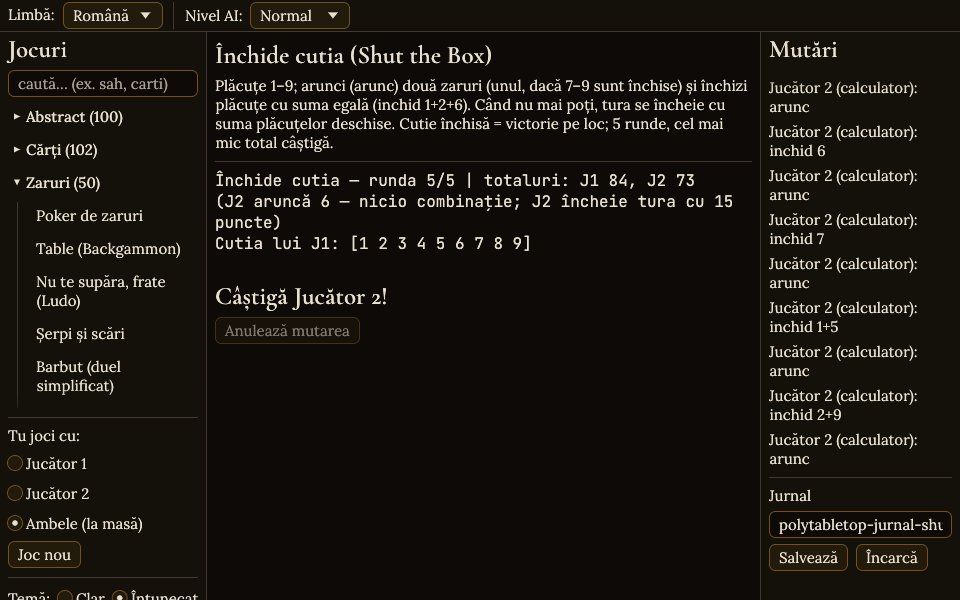 Limbă: Română ▼ Nivel AI: Normal ▼
Jocuri
caută... (ex. sah, carti)
▸ Abstract (100)
▸ Cărți (102)
▾ Zaruri (50)
Poker de zaruri
Table (Backgammon)
Nu te supăra, frate
(Ludo)
Șerpi și scări
Barbut (duel
simplificat)
Tu joci cu:
Jucător 1
Jucător 2
Ambele (la masă)
Joc nou
Temă: Clar Întunecat
Închide cutia (Shut the Box)
Plăcuțe 1–9; arunci (arunc) două zaruri (unul, dacă 7–9 sunt închise) și închizi
plăcuțe cu suma egală (inchid 1+2+6). Când nu mai poți, tura se încheie cu
suma plăcuțelor deschise. Cutie închisă = victorie pe loc; 5 runde, cel mai
mic total câștigă.
Închide cutia — runda 5/5 | totaluri: J1 84, J2 73
(J2 aruncă 6 — nicio combinație; J2 încheie tura cu 15
puncte)
Cutia lui J1: [1 2 3 4 5 6 7 8 9]
Câștigă Jucător 2!
Anulează mutarea
Mutări
Jucător 2 (calculator):
arunc
Jucător 2 (calculator):
inchid 6
Jucător 2 (calculator):
arunc
Jucător 2 (calculator):
inchid 7
Jucător 2 (calculator):
arunc
Jucător 2 (calculator):
inchid 1+5
Jucător 2 (calculator):
arunc
Jucător 2 (calculator):
inchid 2+9
Jucător 2 (calculator):
arunc
Jurnal
polytabletop-jurnal-shu
Salvează Încarcă